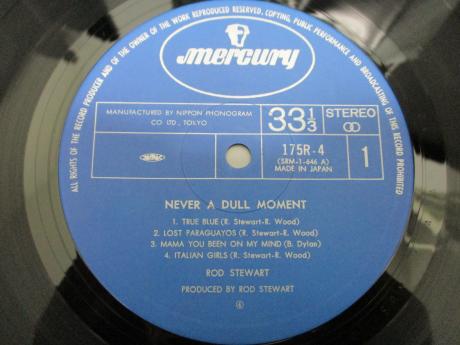 ALL RIGHTS OF THE RECORD PRODUCER AND OF THE OWNER OF THE WORK REPRODUCED RESERVED. COPYING, PUBLIC PERFORMANCE AND BROADCASTING OF THIS RECORD PROHIBITED
mercury
MANUFACTURED BY NIPPON PHONOGRAM CO LTD., TOKYO
33 1/3
STEREO
175R-4
(SRM-1-646 A)
MADE IN JAPAN
1
NEVER A DULL MOMENT
1. TRUE BLUE (R. Stewart-R. Wood)
2. LOST PARAGUAYOS (R. Stewart-R. Wood)
3. MAMA YOU BEEN ON MY MIND (B. Dylan)
4. ITALIAN GIRLS (R. Stewart-R. Wood)
ROD STEWART
PRODUCED BY ROD STEWART